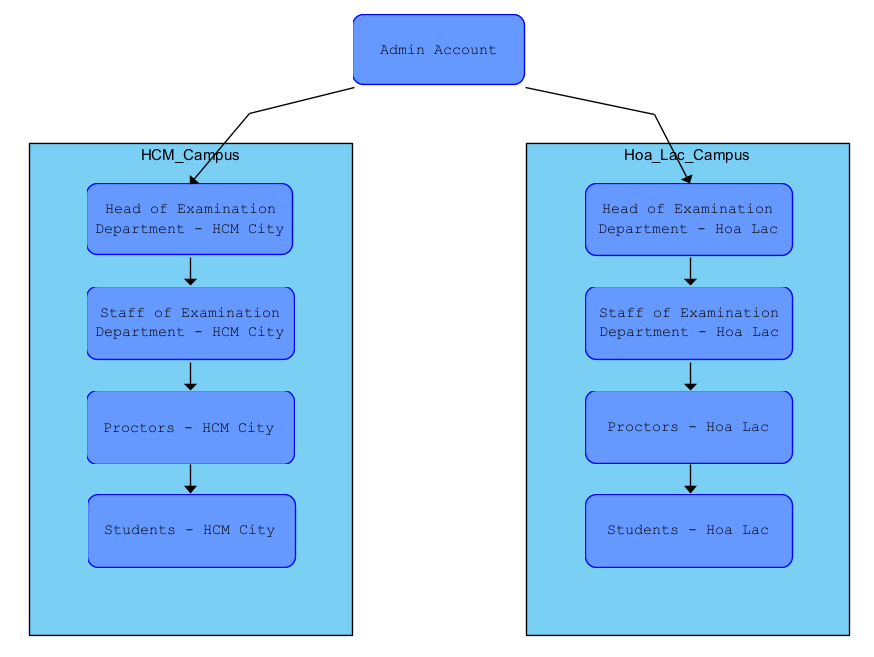 Admin Account
HCM_Campus
Head of Examination
Department - HCM City
Staff of Examination
Department - HCM City
Proctors - HCM City
Students - HCM City
Hoa_Lac_Campus
Head of Examination
Department - Hoa Lac
Staff of Examination
Department - Hoa Lac
Proctors - Hoa Lac
Students - Hoa Lac